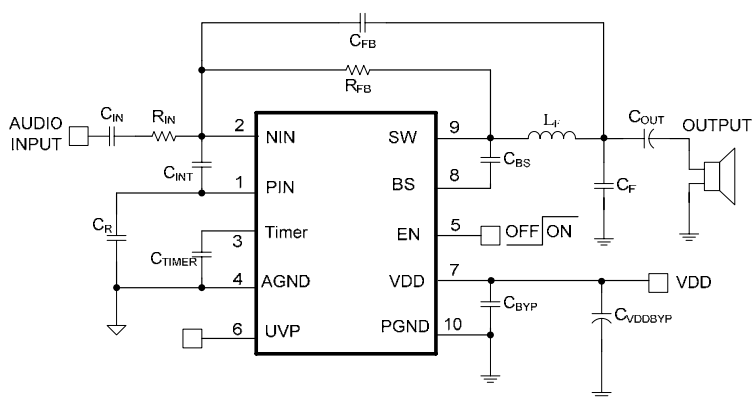 CFB
RFB
CIN RIN
AUDIO
INPUT
2 NIN SW 9
LF COUT OUTPUT
CINT
CBS
1 PIN BS 8
CR
CF
Timer EN 5 OFF ON
3
CTIMER
4 AGND VDD 7 VDD
CBYP
CVDDBYP
6 UVP PGND 10